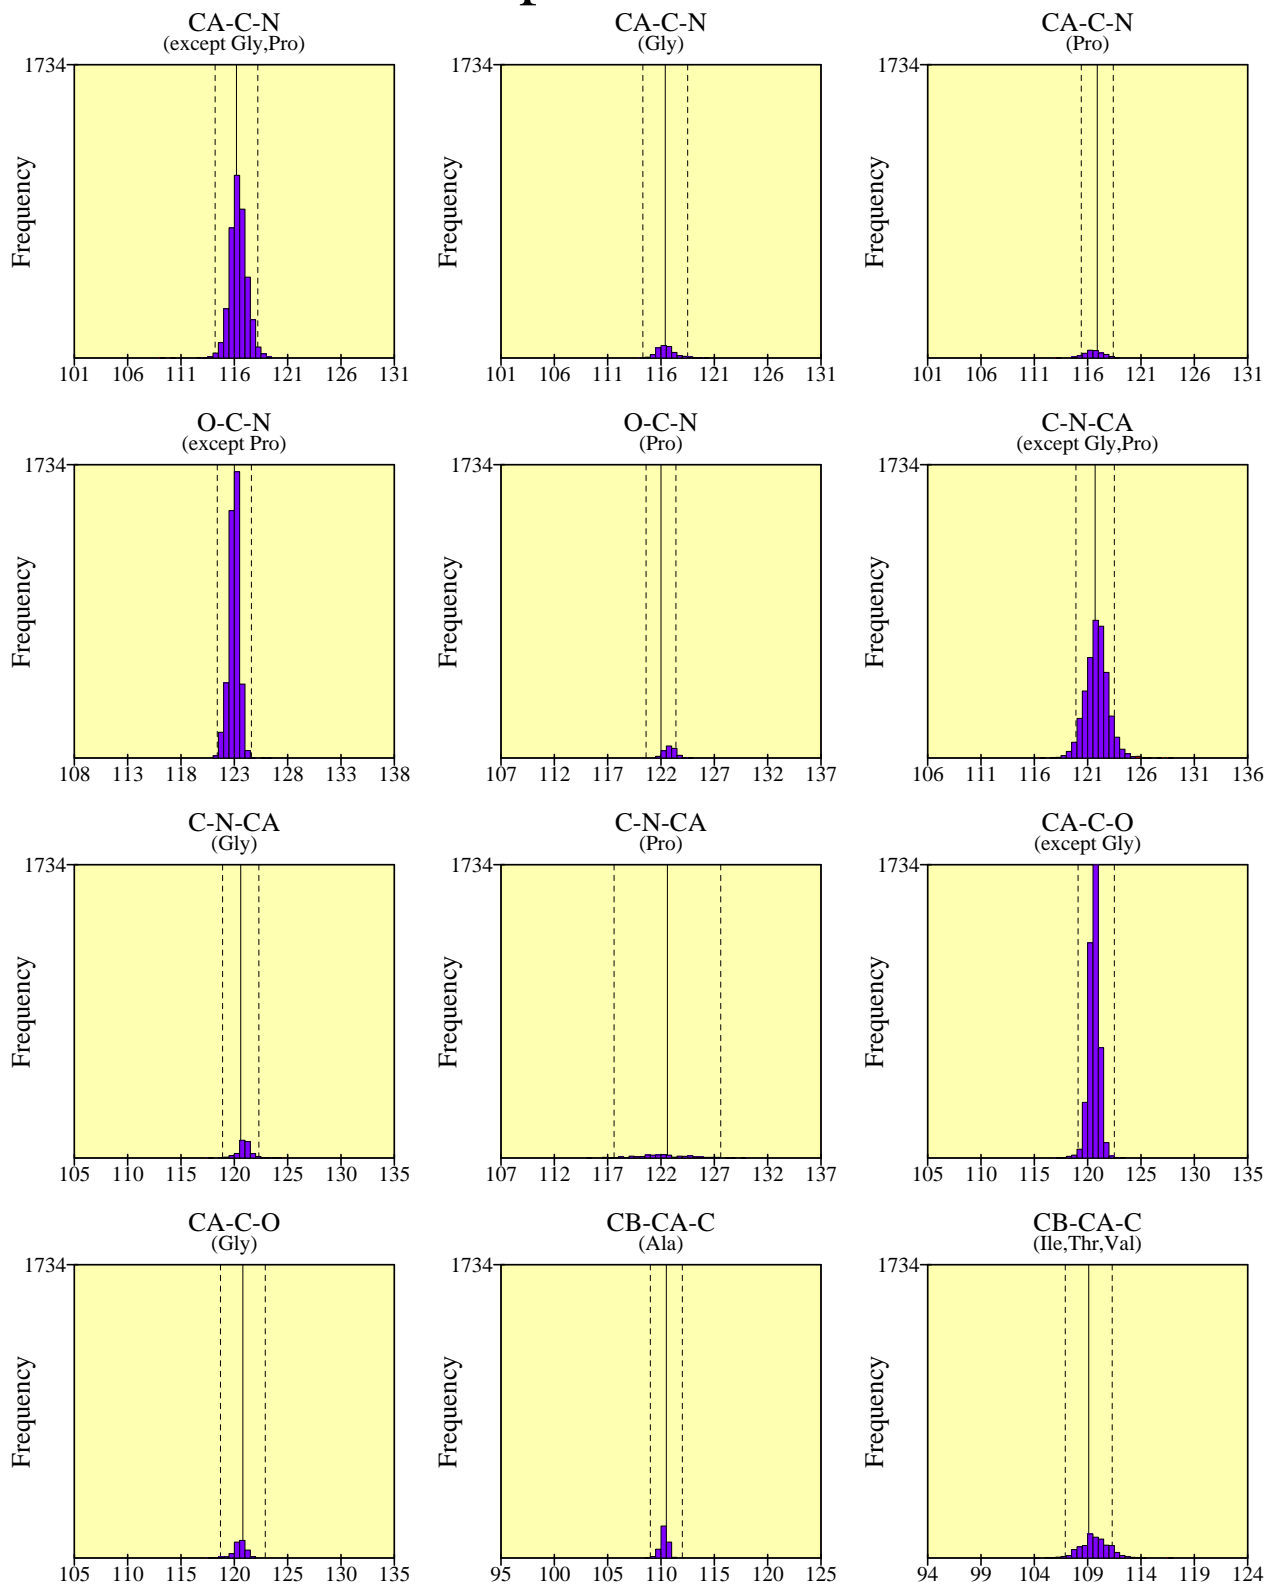 CA-C-N CA-C-N CA-C-N
(except Gly,Pro) (Gly) (Pro)
1734 1734 1734
Frequency Frequency Frequency
101 106 111 116 121 126 131 101 106 111 116 121 126 131 101 106 111 116 121 126 131
O-C-N O-C-N C-N-CA
(except Pro) (Pro) (except Gly,Pro)
1734 1734 1734
Frequency Frequency Frequency
108 113 118 123 128 133 138 107 112 117 122 127 132 137 106 111 116 121 126 131 136
C-N-CA C-N-CA CA-C-O
(Gly) (Pro) (except Gly)
1734 1734 1734
Frequency Frequency Frequency
105 110 115 120 125 130 135 107 112 117 122 127 132 137 105 110 115 120 125 130 135
CA-C-O CB-CA-C CB-CA-C
(Gly) (Ala) (Ile,Thr,Val)
1734 1734 1734
Frequency Frequency Frequency
105 110 115 120 125 130 135 95 100 105 110 115 120 125 94 99 104 109 114 119 124